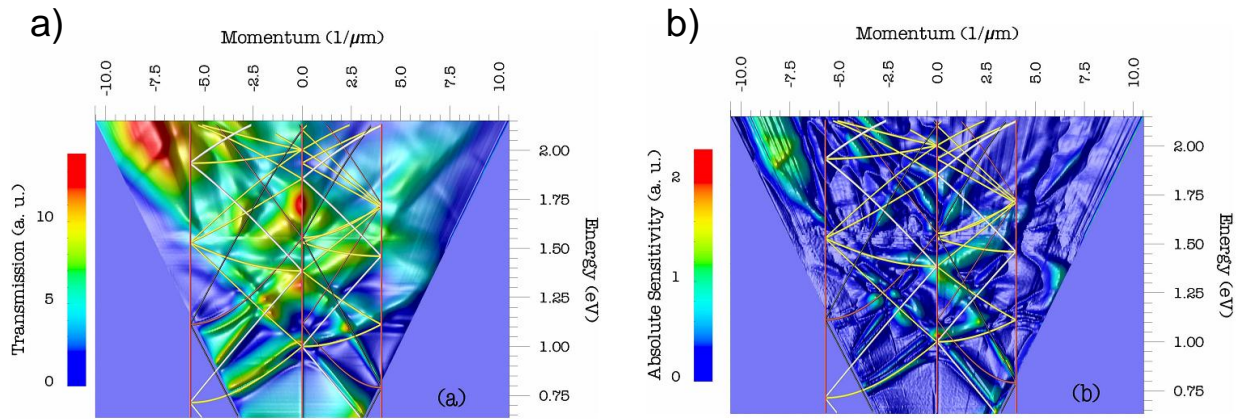 a)
Momentum (1/μm)
-10.0 -7.5 -5.0 -2.5 0.0 2.5 5.0 7.5 10.0
Transmission (a. u.)
10
5
0
2.00
1.75
1.50
1.25
1.00
0.75
Energy (eV)
(a)
b)
Momentum (1/μm)
-10.0 -7.5 -5.0 -2.5 0.0 2.5 5.0 7.5 10.0
Absolute Sensitivity (a. u.)
2
1
0
2.00
1.75
1.50
1.25
1.00
0.75
Energy (eV)
(b)